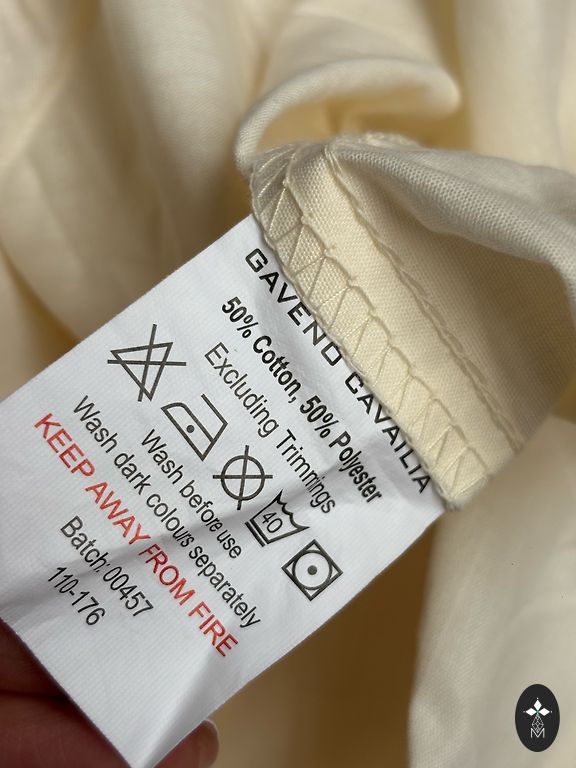 GAVENO CAVAILIA
50% Cotton, 50% Polyester
Excluding Trimmings
40
Wash before use
Wash dark colours separately
KEEP AWAY FROM FIRE
Batch: 00457
110-176
M